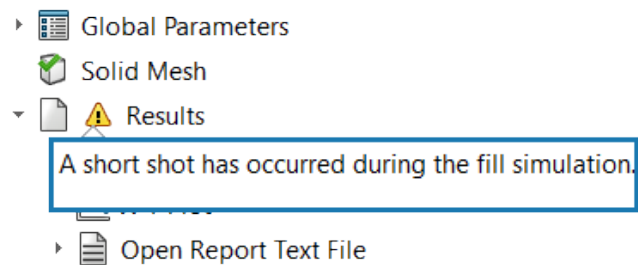 Global Parameters
Solid Mesh
Results
A short shot has occurred during the fill simulation.
Open Report Text File